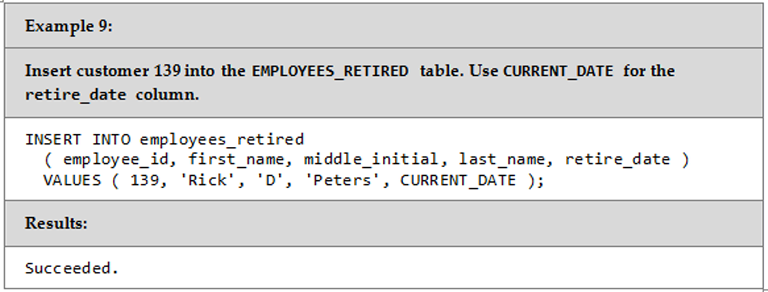 Example 9:
Insert customer 139 into the EMPLOYEES_RETIRED table. Use CURRENT_DATE for the
retire_date column.
INSERT INTO employees_retired
( employee_id, first_name, middle_initial, last_name, retire_date )
VALUES ( 139, 'Rick', 'D', 'Peters', CURRENT_DATE );
Results:
Succeeded.